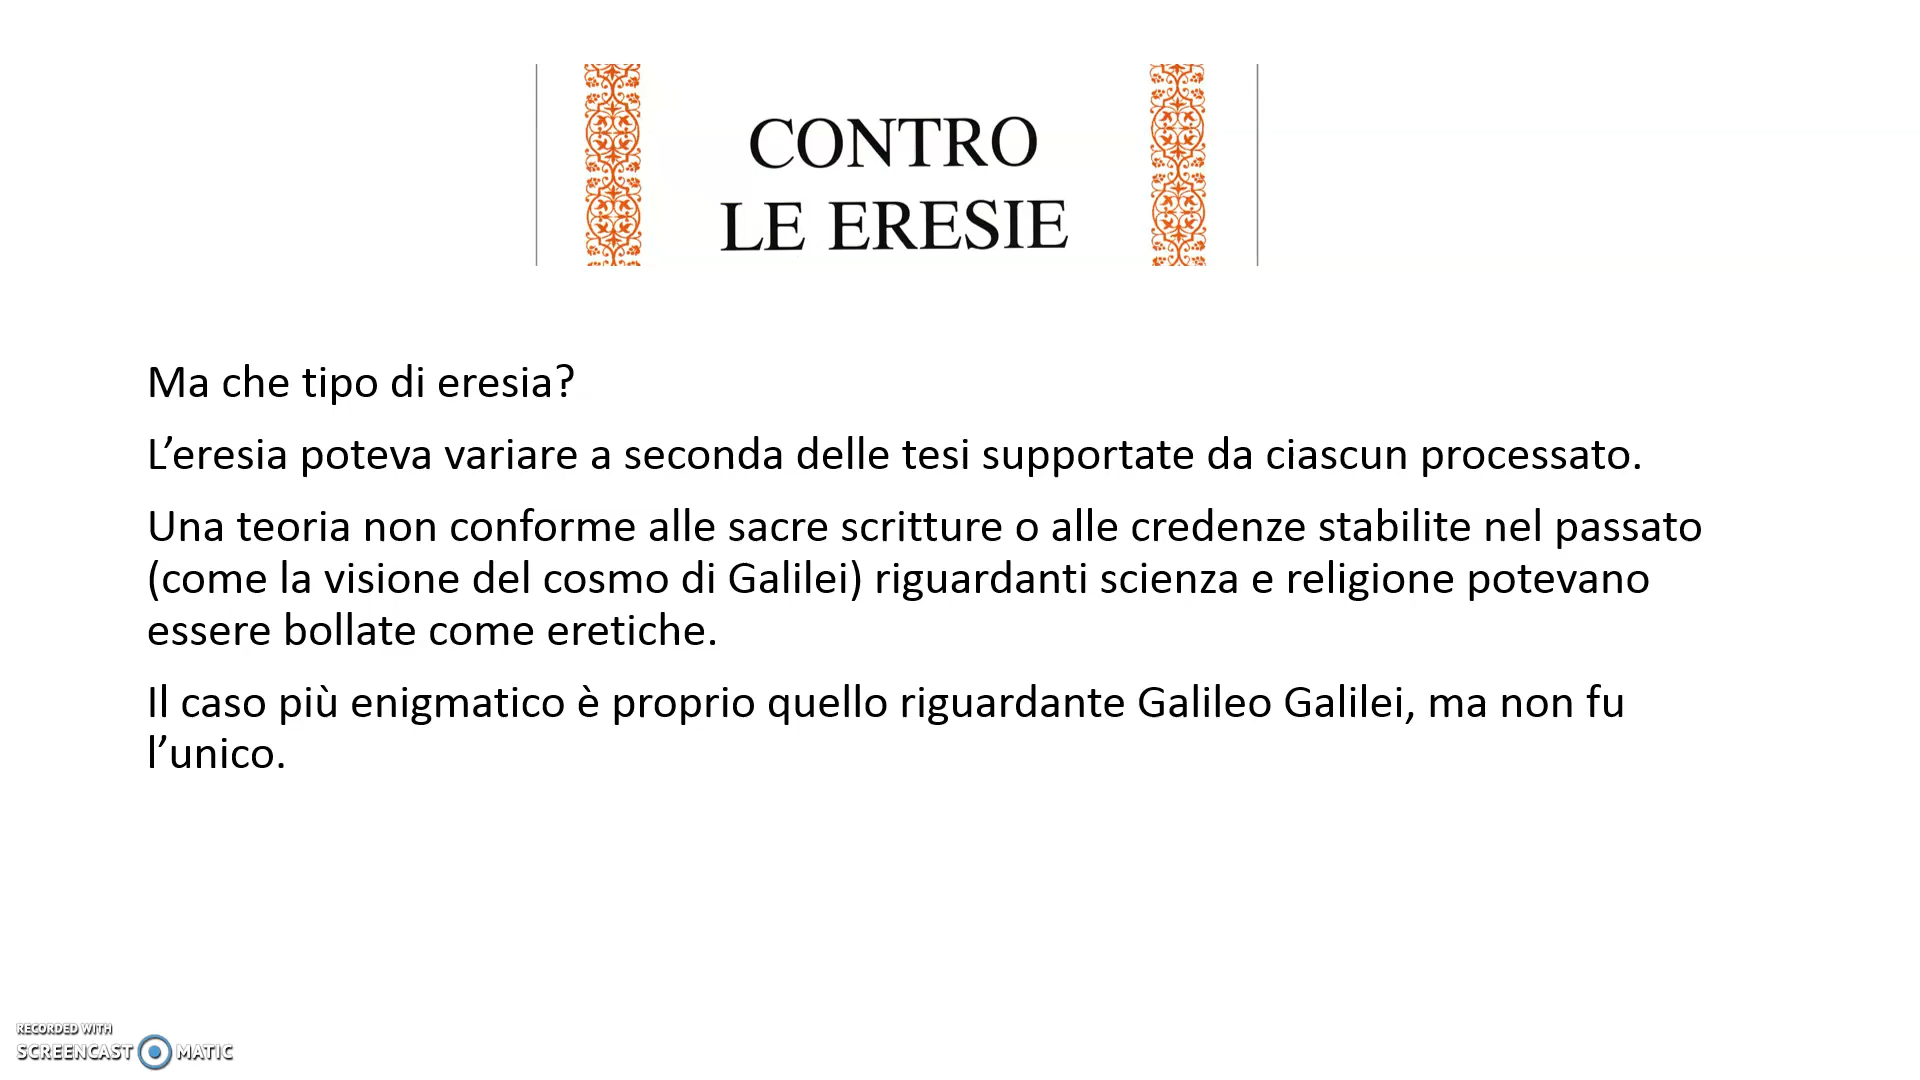 CONTRO
LE ERESIE
Ma che tipo di eresia?
L’eresia poteva variare a seconda delle tesi supportate da ciascun processato.
Una teoria non conforme alle sacre scritture o alle credenze stabilite nel passato
(come la visione del cosmo di Galilei) riguardanti scienza e religione potevano
essere bollate come eretiche.
Il caso più enigmatico è proprio quello riguardante Galileo Galilei, ma non fu
l’unico.
RECORDED WITH
SCREENCAST MATIC